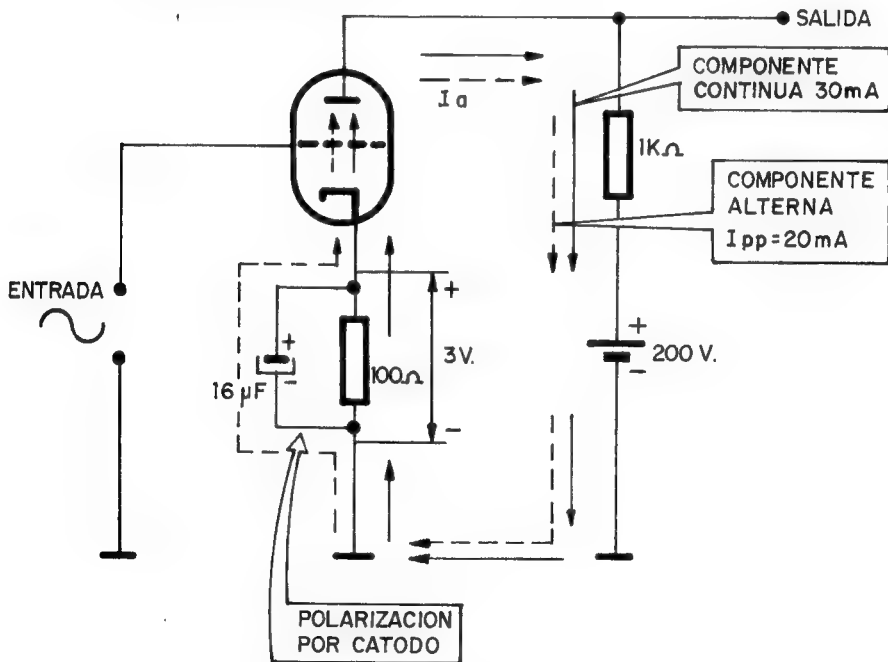 SALIDA
COMPONENTE
CONTINUA 30mA
Ia
1KΩ
COMPONENTE
ALTERNA
Ipp=20mA
ENTRADA
+
3V.
-
+
-
16 µF
100Ω
+
200 V.
-
POLARIZACION
POR CATODO